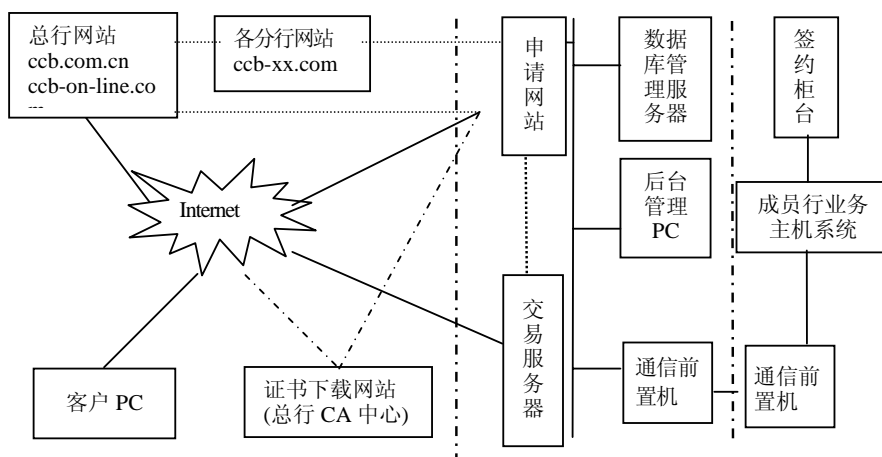 总行网站
ccb.com.cn
ccb-on-line.co
各分行网站
ccb-xx.com
申请网站
数据
库管
理服
务器
签约柜台
Internet
后台
管理
PC
成员行业务
主机系统
交易服务器
客户 PC
证书下载网站
(总行 CA 中心)
通信前
置机
通信前
置机